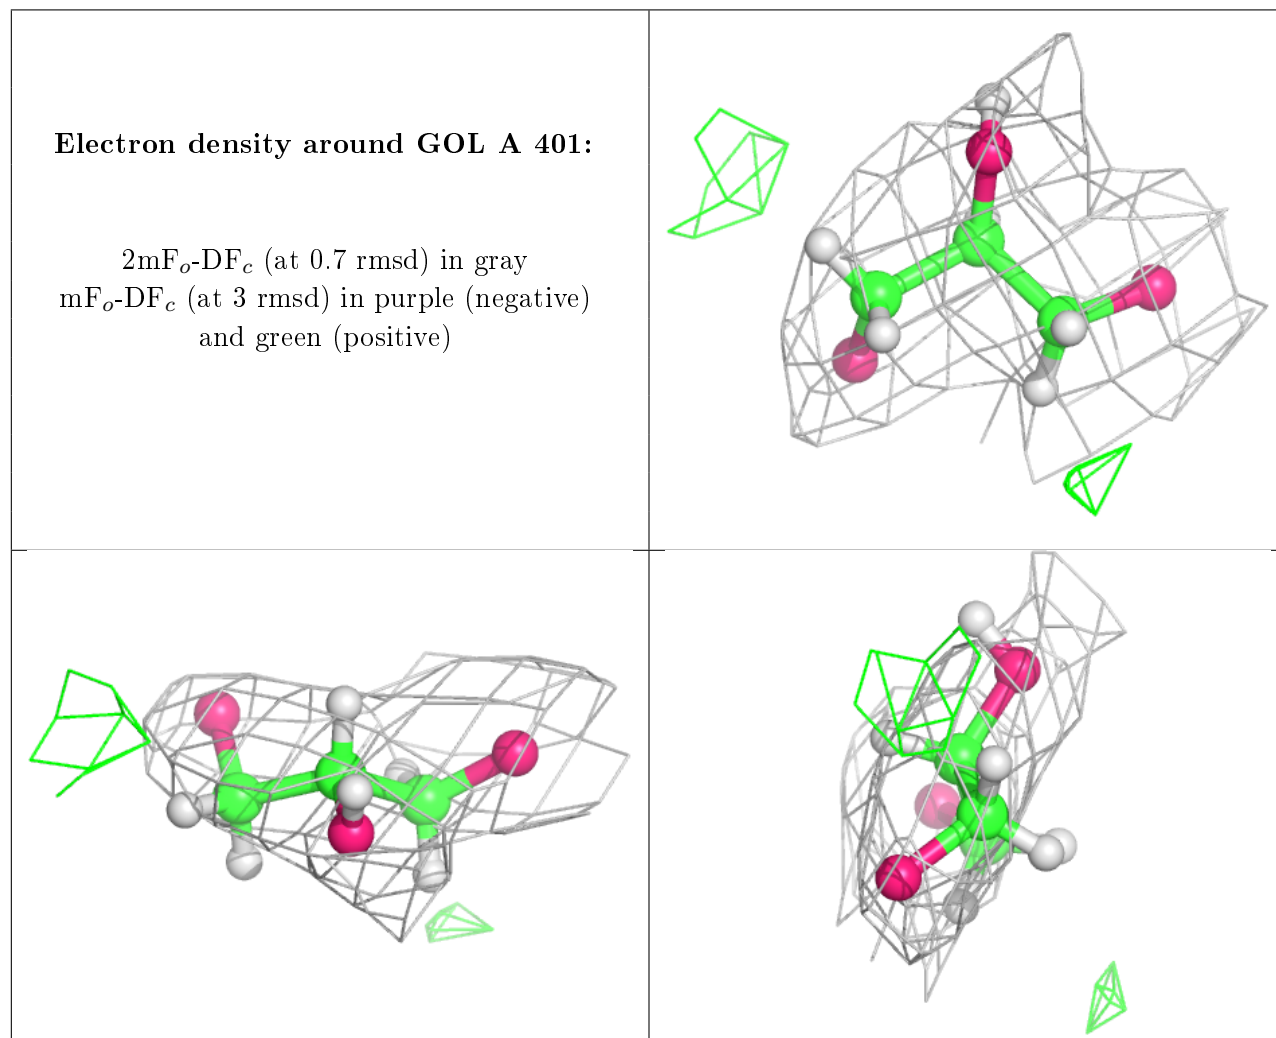 Electron density around GOL A 401:
2mFₒ-DF𝒸 (at 0.7 rmsd) in gray
mFₒ-DF𝒸 (at 3 rmsd) in purple (negative)
and green (positive)